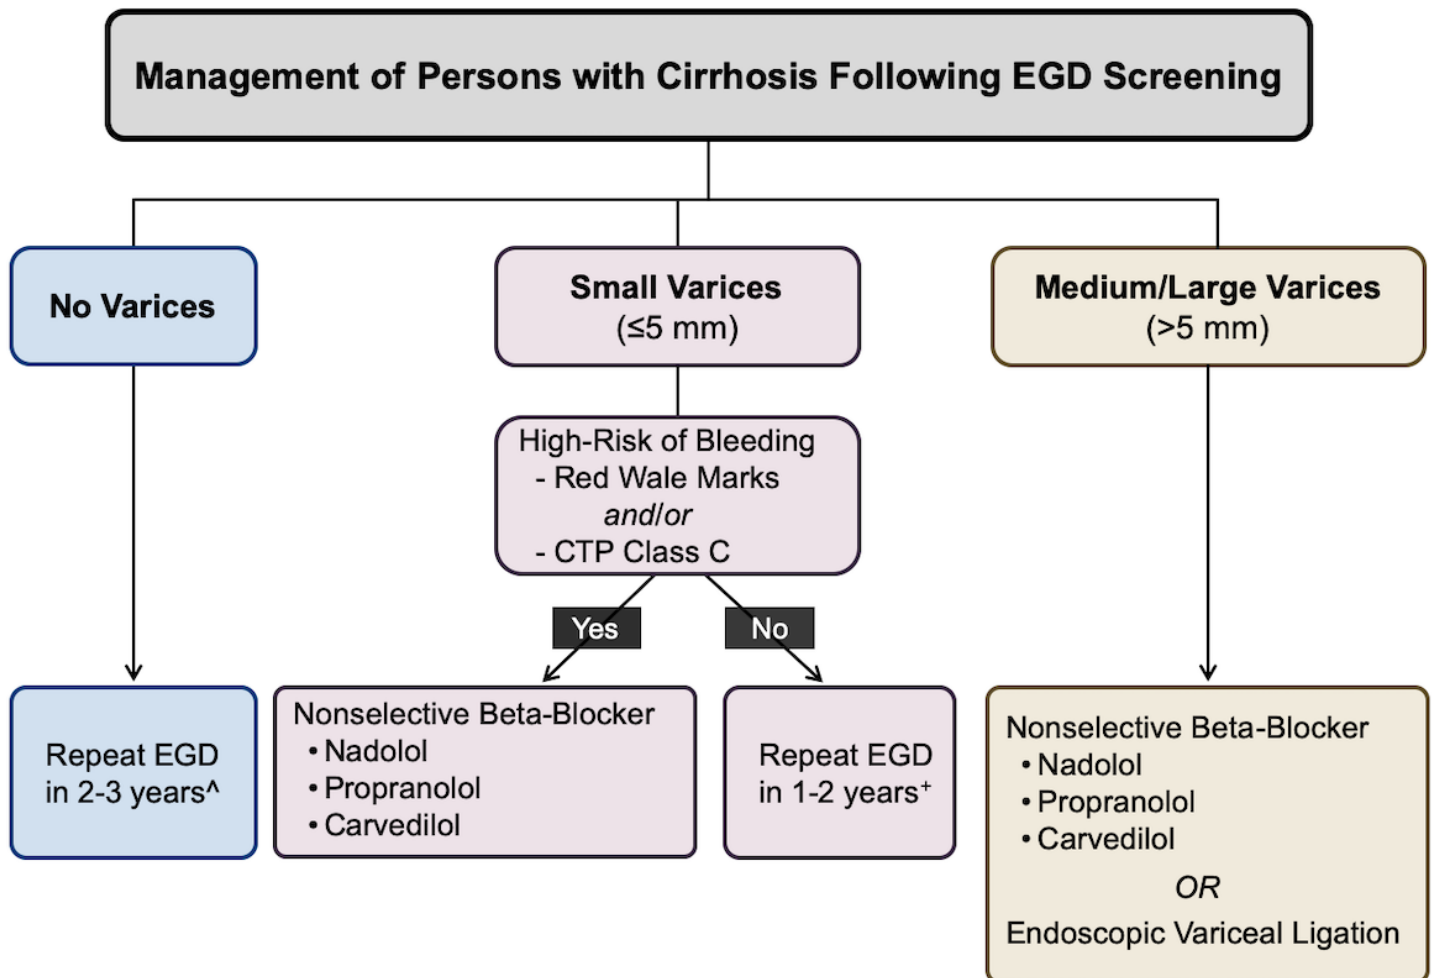 Management of Persons with Cirrhosis Following EGD Screening
No Varices
Small Varices
(≤5 mm)
Medium/Large Varices
(>5 mm)
High-Risk of Bleeding
- Red Wale Marks
and/or
- CTP Class C
Yes
No
Repeat EGD
in 2-3 years^
Nonselective Beta-Blocker
• Nadolol
• Propranolol
• Carvedilol
Repeat EGD
in 1-2 years+
Nonselective Beta-Blocker
• Nadolol
• Propranolol
• Carvedilol
OR
Endoscopic Variceal Ligation